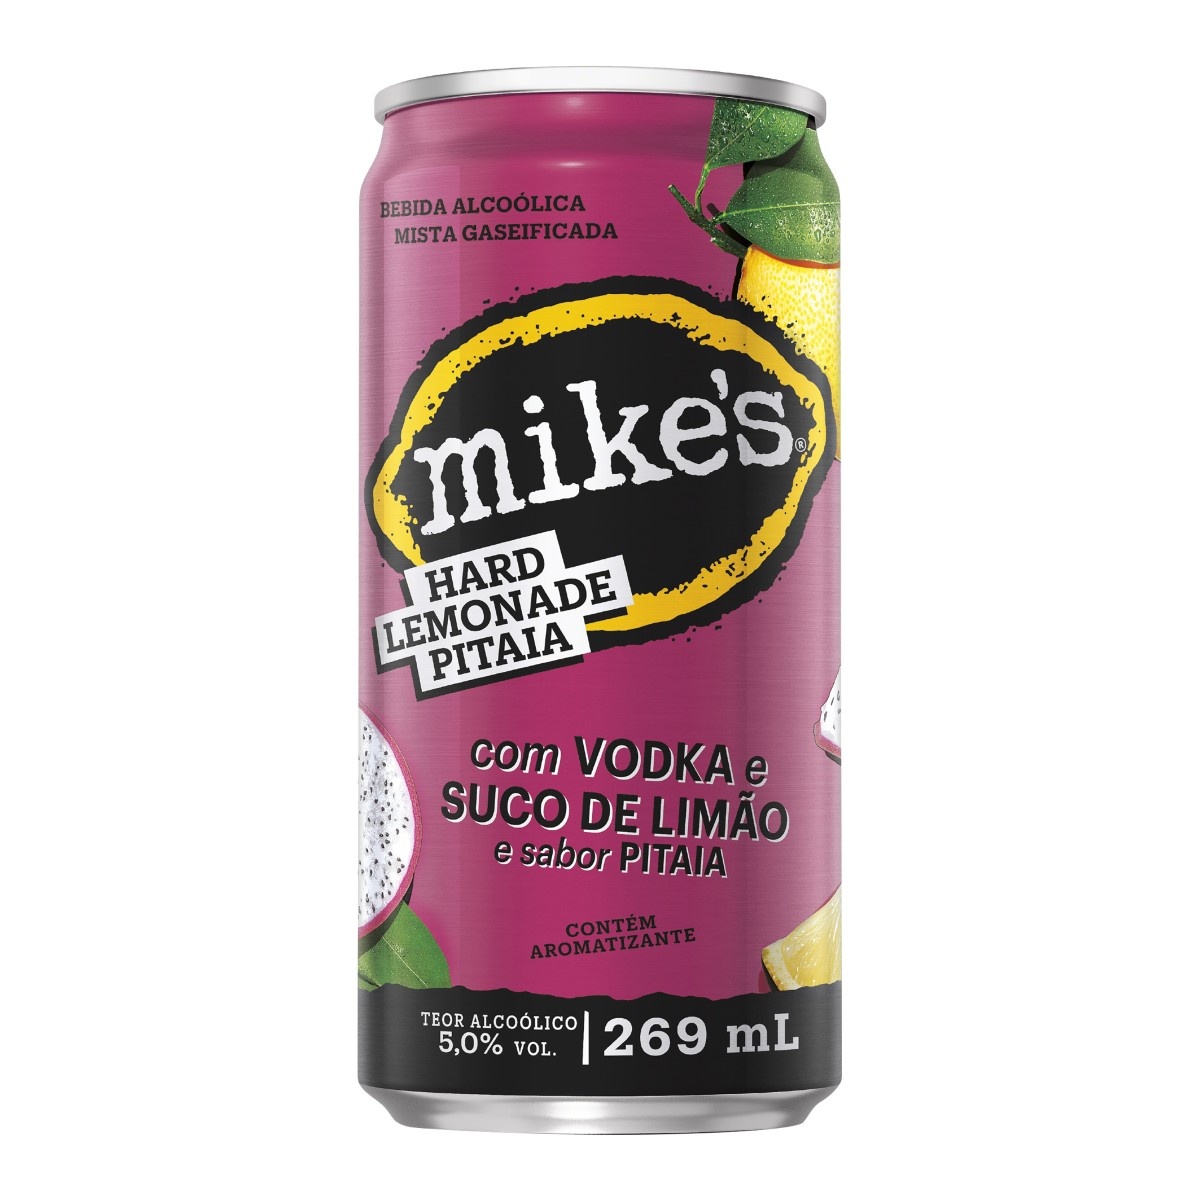 BEBIDA ALCOÓLICA
MISTA GASEIFICADA
mike's®
HARD
LEMONADE
PITAIA
com VODKA e
SUCO DE LIMÃO
e sabor PITAIA
CONTÉM
AROMATIZANTE
TEOR ALCOÓLICO
5,0% VOL.
269 mL